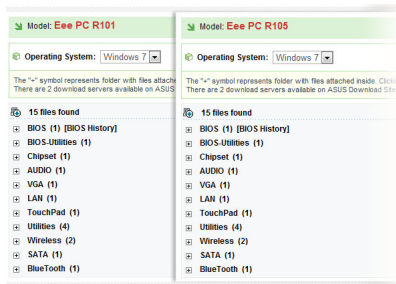 Model: Eee PC R101
Operating System: Windows 7
The "+" symbol represents folder with files attache
There are 2 download servers available on ASUS
15 files found
BIOS (1) [BIOS History]
BIOS-Utilities (1)
Chipset (1)
AUDIO (1)
VGA (1)
LAN (1)
TouchPad (1)
Utilities (4)
Wireless (2)
SATA (1)
BlueTooth (1)
Model: Eee PC R105
Operating System: Windows 7
The "+" symbol represents folder with files attached inside. Click
There are 2 download servers available on ASUS Download Site
15 files found
BIOS (1) [BIOS History]
BIOS-Utilities (1)
Chipset (1)
AUDIO (1)
VGA (1)
LAN (1)
TouchPad (1)
Utilities (4)
Wireless (2)
SATA (1)
BlueTooth (1)